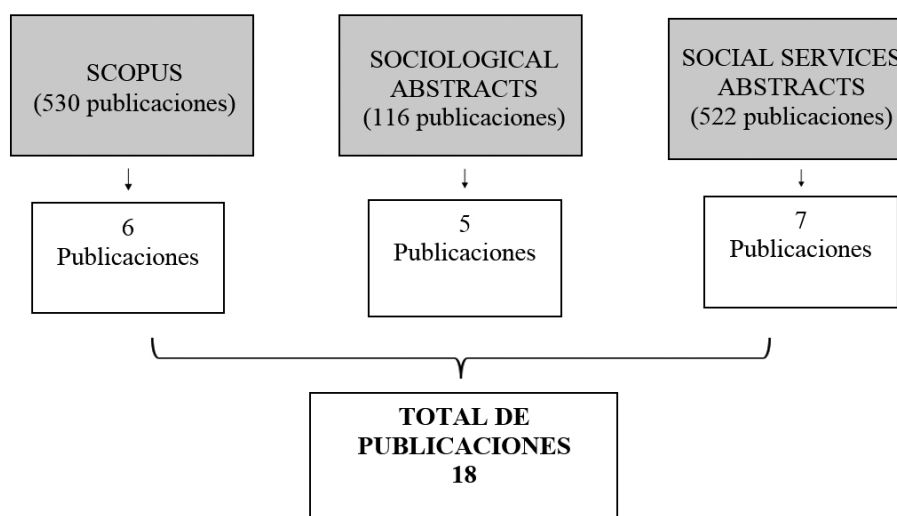 SCOPUS
(530 publicaciones)
SOCIOLOGICAL
ABSTRACTS
(116 publicaciones)
SOCIAL SERVICES
ABSTRACTS
(522 publicaciones)
6
Publicaciones
5
Publicaciones
7
Publicaciones
TOTAL DE
PUBLICACIONES
18